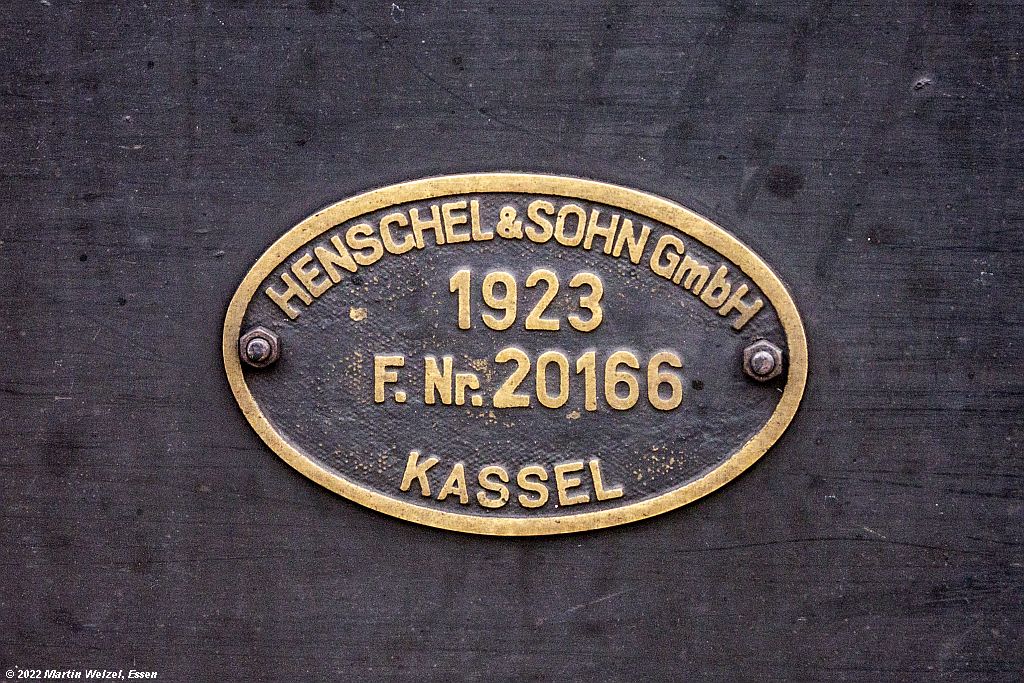 HENSCHEL & SOHN GmbH
1923
F. Nr. 20166
KASSEL
© 2022 Martin Welzel, Essen